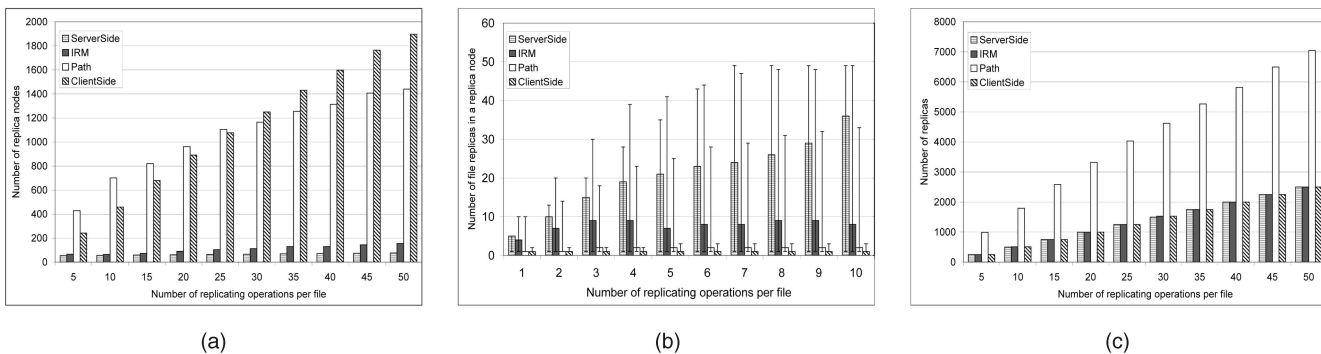 2000
1800
1600
1400
1200
1000
800
600
400
200
0
Number of replica nodes
ServerSide
IRM
Path
ClientSide
5 10 15 20 25 30 35 40 45 50
Number of replicating operations per file
(a)
60
50
40
30
20
10
0
Number of file replicas in a replica node
ServerSide
IRM
Path
ClientSide
1 2 3 4 5 6 7 8 9 10
Number of replicating operations per file
(b)
8000
7000
6000
5000
4000
3000
2000
1000
0
Number of replicas
ServerSide
IRM
Path
ClientSide
5 10 15 20 25 30 35 40 45 50
Number of replicating operations per file
(c)